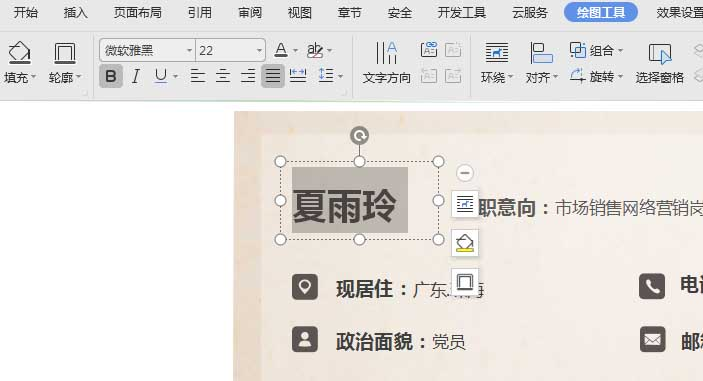 开始 插入 页面布局 引用 审阅 视图 章节 安全 开发工具 云服务 绘图工具 效果设置
微软雅黑 22 A ab 组合
B I U
填充 轮廓 文字方向 环绕 对齐 旋转 选择窗格
夏雨玲
职意向：市场销售网络营销岗
现居住：广东 海
电话
政治面貌：党员
邮